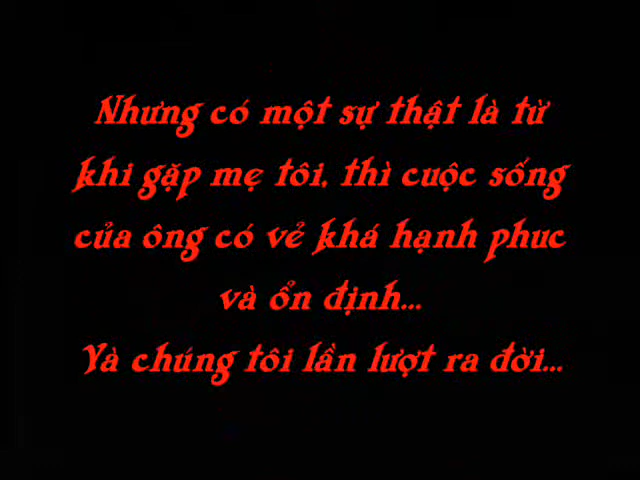 Nhưng có một sự thật là từ
khi gặp mẹ tôi, thì cuộc sống
của ông có vẻ khá hạnh phuc
và ổn định...
Và chúng tôi lần lượt ra đời...